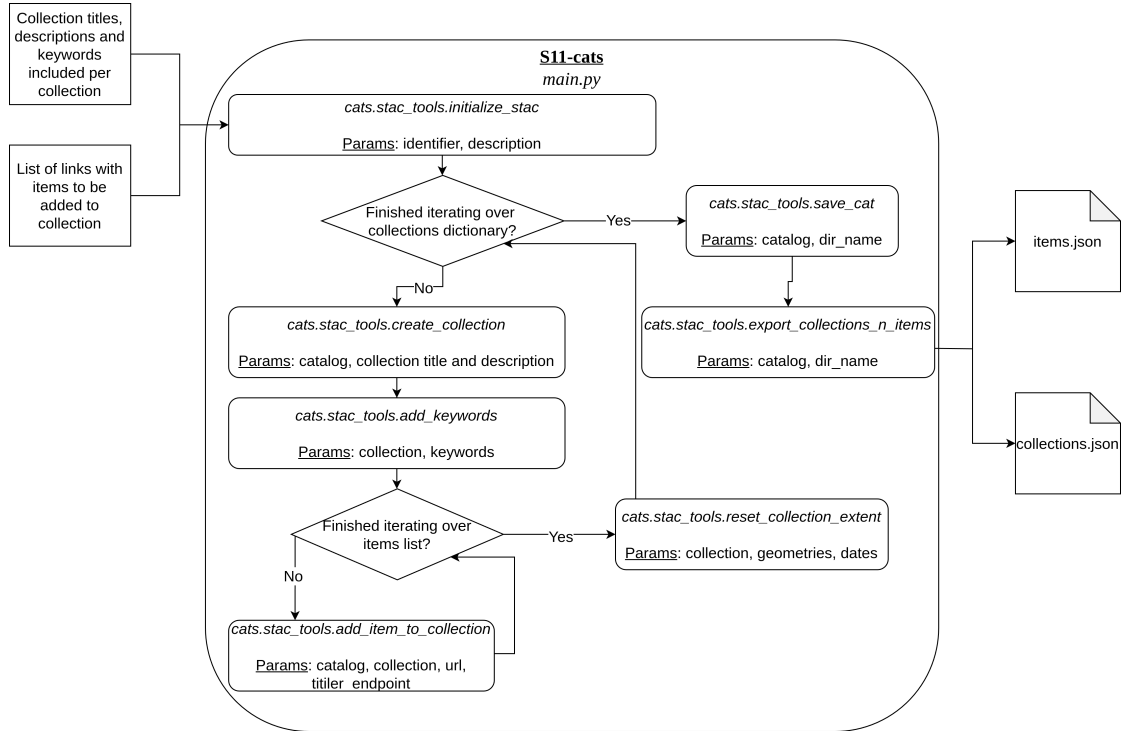 Collection titles,
descriptions and
keywords
included per
collection
List of links with
items to be
added to
collection
S11-cats
main.py
cats.stac_tools.initialize_stac
Params: identifier, description
Finished iterating over
collections dictionary?
Yes
No
cats.stac_tools.save_cat
Params: catalog, dir_name
cats.stac_tools.export_collections_n_items
Params: catalog, dir_name
cats.stac_tools.create_collection
Params: catalog, collection title and description
cats.stac_tools.add_keywords
Params: collection, keywords
Finished iterating over
items list?
Yes
No
cats.stac_tools.reset_collection_extent
Params: collection, geometries, dates
cats.stac_tools.add_item_to_collection
Params: catalog, collection, url,
titiler_endpoint
items.json
collections.json